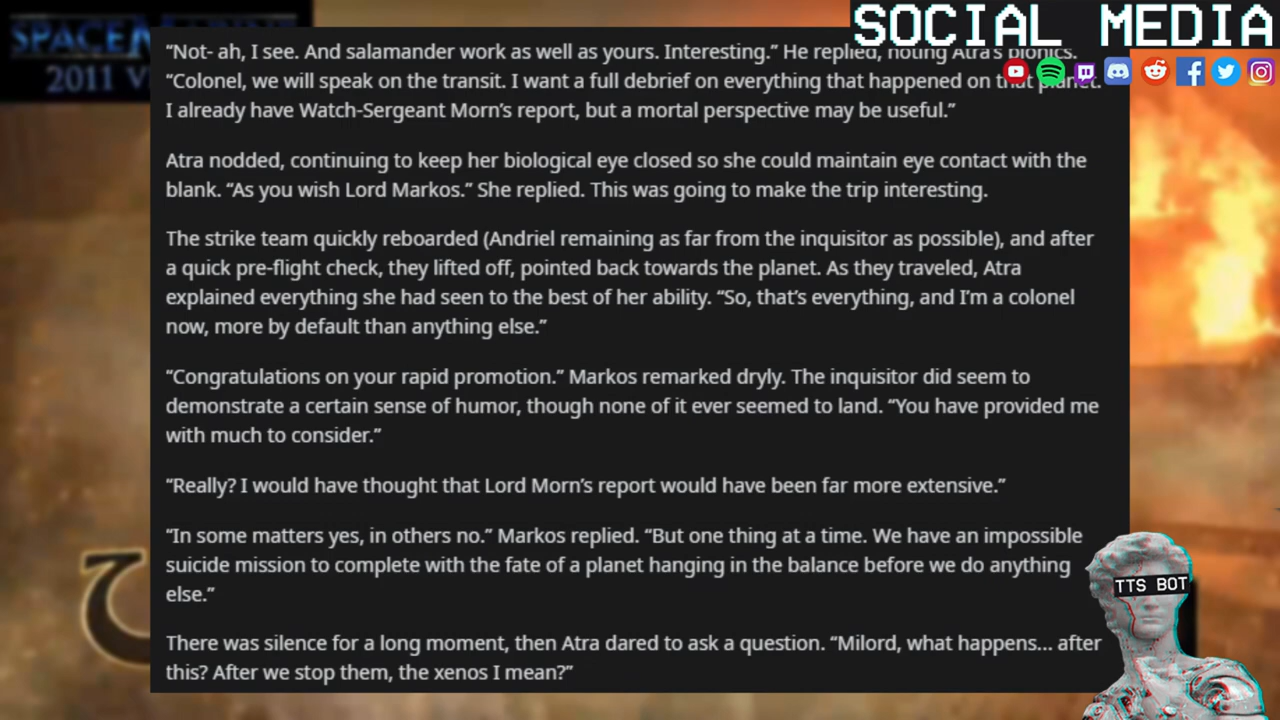 SOCIAL MEDIA
SPACE
2011 V
“Not- ah, I see. And salamander work as well as yours. Interesting.” He replied, noting Atra's bionics.
“Colonel, we will speak on the transit. I want a full debrief on everything that happened on that planet.
I already have Watch-Sergeant Morn’s report, but a mortal perspective may be useful.”
Atra nodded, continuing to keep her biological eye closed so she could maintain eye contact with the
blank. “As you wish Lord Markos.” She replied. This was going to make the trip interesting.
The strike team quickly reboarded (Andriel remaining as far from the inquisitor as possible), and after
a quick pre-flight check, they lifted off, pointed back towards the planet. As they traveled, Atra
explained everything she had seen to the best of her ability. “So, that’s everything, and I’m a colonel
now, more by default than anything else.”
“Congratulations on your rapid promotion.” Markos remarked dryly. The inquisitor did seem to
demonstrate a certain sense of humor, though none of it ever seemed to land. “You have provided me
with much to consider.”
“Really? I would have thought that Lord Morn’s report would have been far more extensive.”
“In some matters yes, in others no.” Markos replied. “But one thing at a time. We have an impossible
suicide mission to complete with the fate of a planet hanging in the balance before we do anything
else.”
There was silence for a long moment, then Atra dared to ask a question. “Milord, what happens... after
this? After we stop them, the xenos I mean?”
TTS BOT